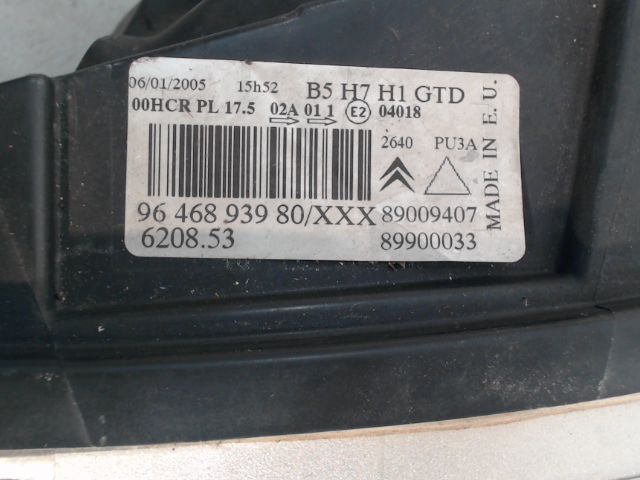 06/01/2005 15h52 B5 H7 H1 GTD
00HCR PL 17.5 02A 01 1 E2 04018
2640 PU3A
96 468 939 80/XXX 89009407
6208.53 89900033
MADE IN E.U.